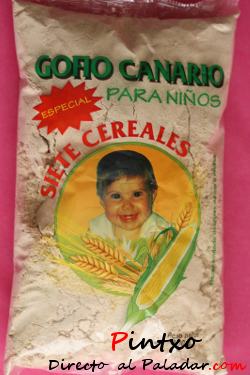 GOFIO CANARIO
ESPECIAL
PARA NIÑOS
SIETE CEREALES
Pintxo
Directo al Paladar.com